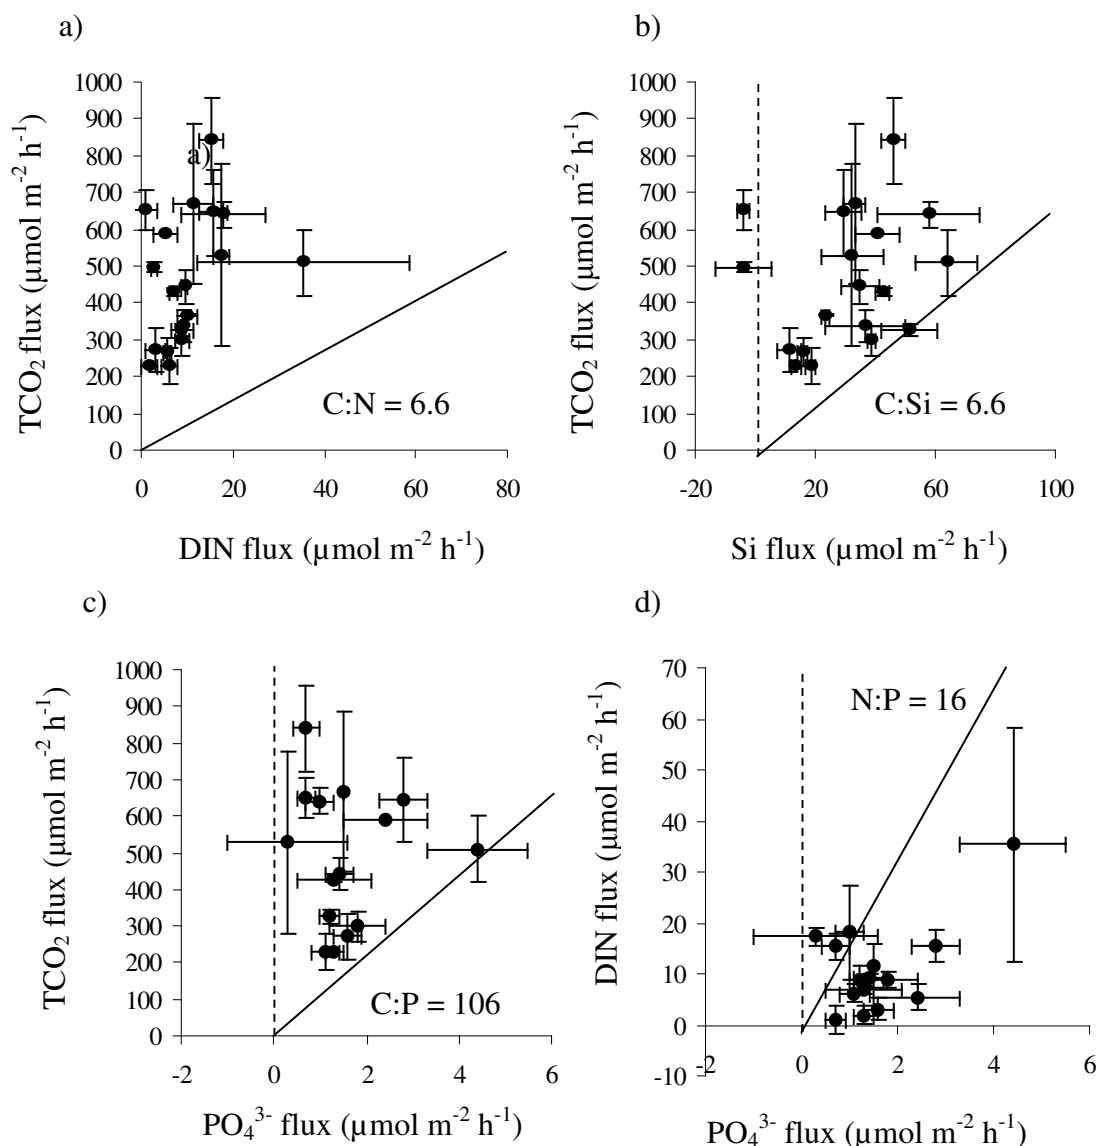 a)
b)
TCO₂ flux (µmol m⁻² h⁻¹)
1000
900
800
700
600
500
400
300
200
100
0
a)
C:N = 6.6
0 20 40 60 80
DIN flux (µmol m⁻² h⁻¹)
TCO₂ flux (µmol m⁻² h⁻¹)
1000
900
800
700
600
500
400
300
200
100
0
C:Si = 6.6
-20 20 60 100
Si flux (µmol m⁻² h⁻¹)
c)
d)
TCO₂ flux (µmol m⁻² h⁻¹)
1000
900
800
700
600
500
400
300
200
100
0
C:P = 106
-2 0 2 4 6
PO₄³⁻ flux (µmol m⁻² h⁻¹)
DIN flux (µmol m⁻² h⁻¹)
70
60
50
40
30
20
10
0
-10
N:P = 16
-2 0 2 4 6
PO₄³⁻ flux (µmol m⁻² h⁻¹)